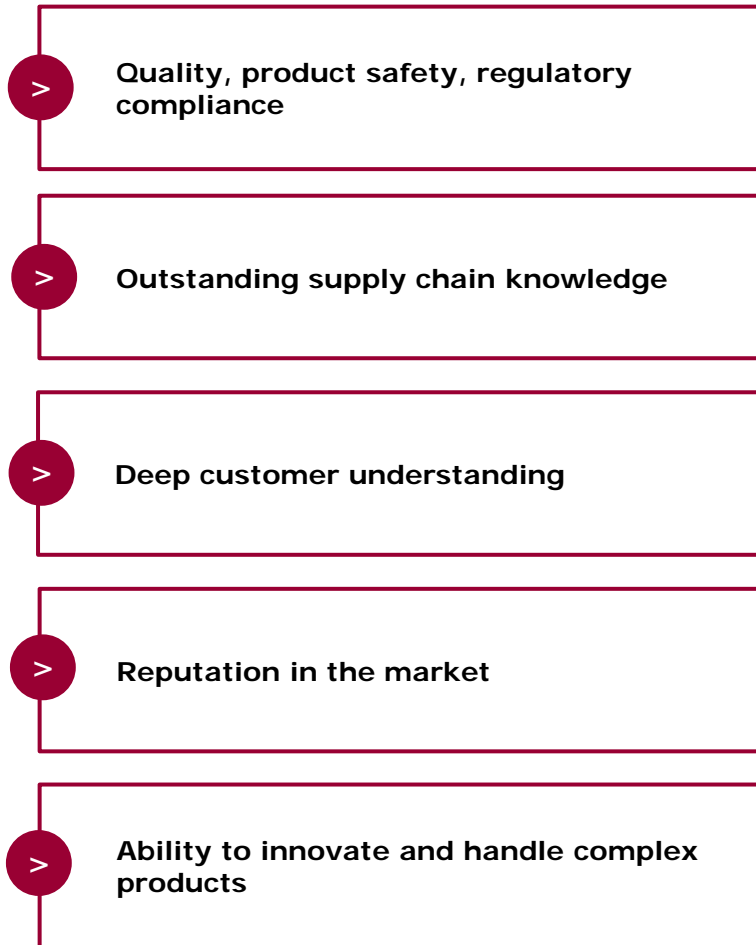 >
Quality, product safety, regulatory
compliance
>
Outstanding supply chain knowledge
>
Deep customer understanding
>
Reputation in the market
>
Ability to innovate and handle complex
products